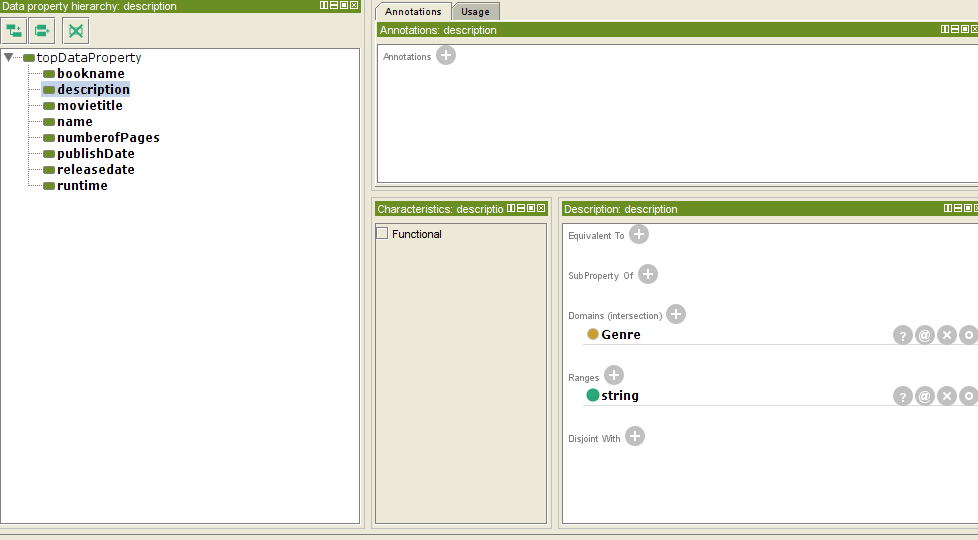 Data property hierarchy: description
topDataProperty
bookname
description
movietitle
name
numberofPages
publishDate
releasedate
runtime
Annotations
Usage
Annotations: description
Annotations
Characteristics: descriptio
Functional
Description: description
Equivalent To
SubProperty Of
Domains (intersection)
Genre
Ranges
string
Disjoint With